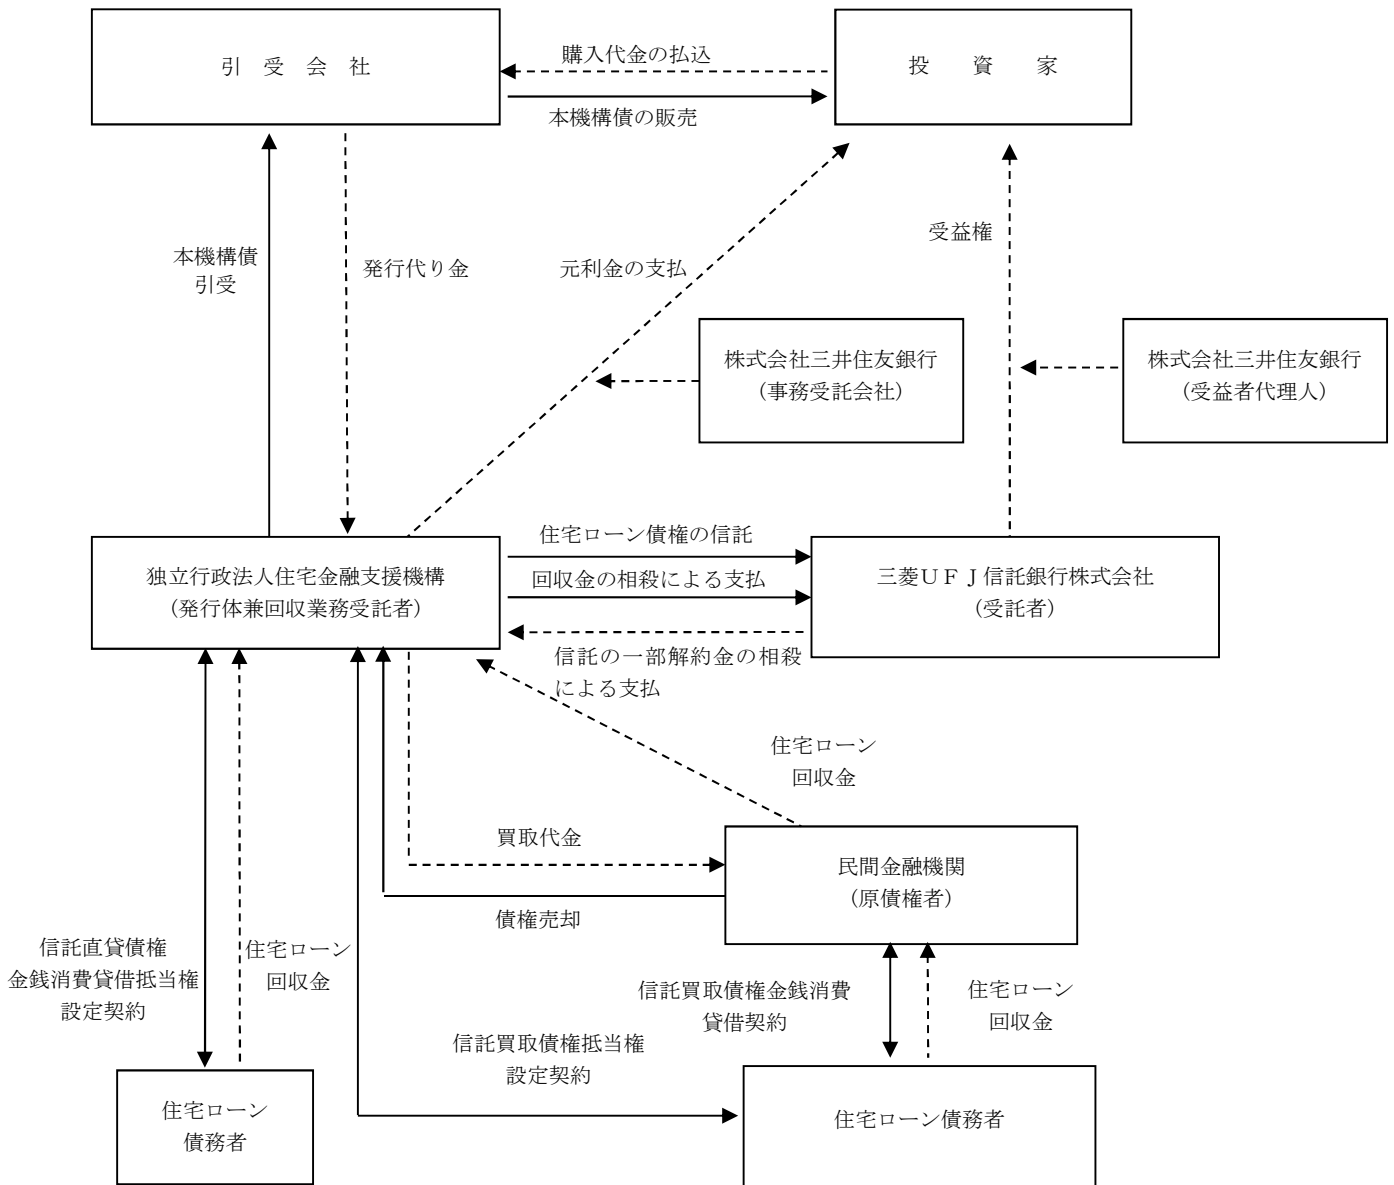 引　受　会　社
購入代金の払込
投　　資　　家
本機構債の販売
本機構債
引受
発行代り金
元利金の支払
受益権
株式会社三井住友銀行
（事務受託会社）
株式会社三井住友銀行
（受益者代理人）
独立行政法人住宅金融支援機構
（発行体兼回収業務受託者）
住宅ローン債権の信託
回収金の相殺による支払
三菱ＵＦＪ信託銀行株式会社
（受託者）
信託の一部解約金の相殺
による支払
住宅ローン
回収金
買取代金
民間金融機関
（原債権者）
債権売却
信託直貸債権
金銭消費貸借抵当権
設定契約
住宅ローン
回収金
信託買取債権金銭消費
貸借契約
住宅ローン
回収金
信託買取債権抵当権
設定契約
住宅ローン
債務者
住宅ローン債務者